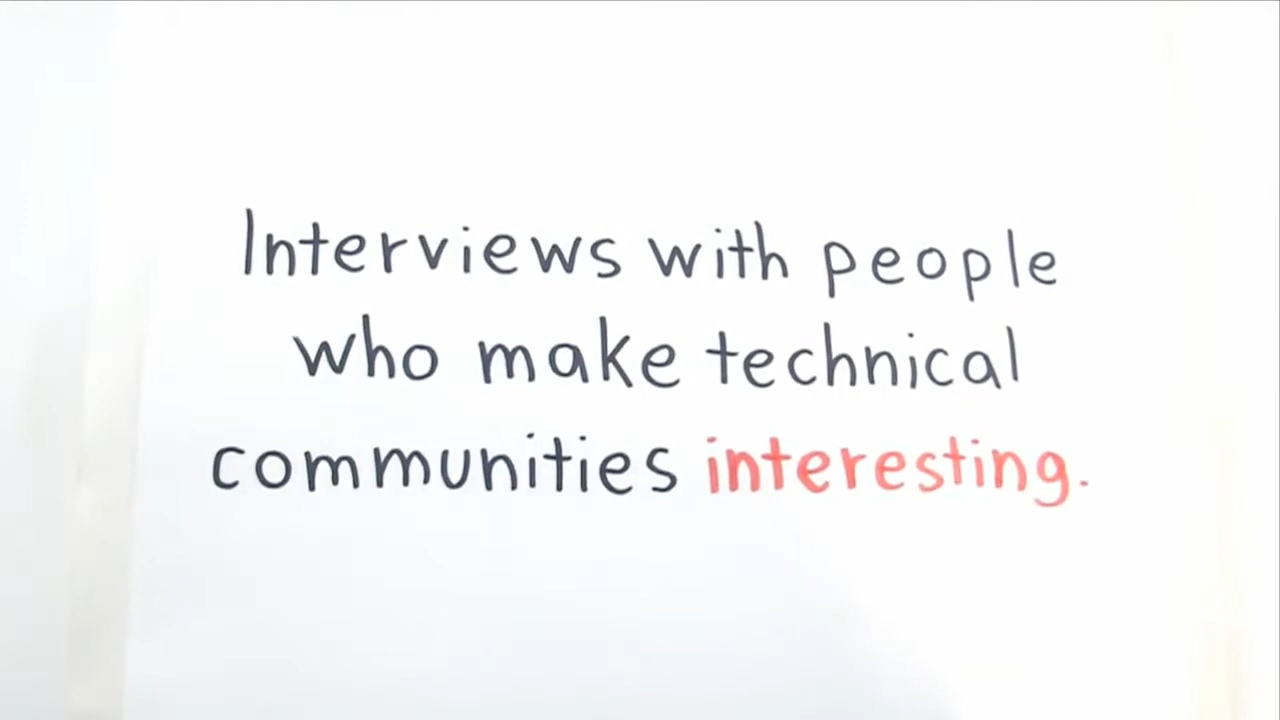 Interviews with people
who make technical
communities interesting.